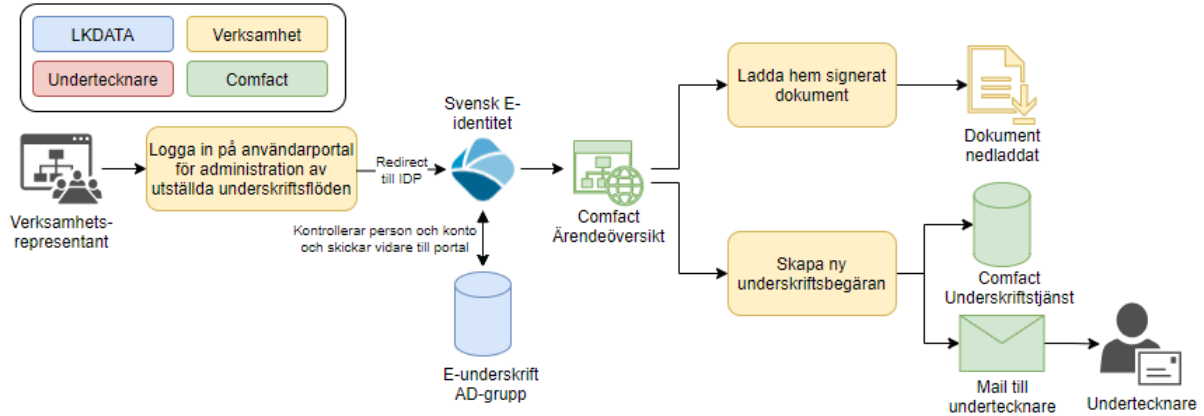 LKDATA
Verksamhet
Undertecknare
Comfact
Verksamhets-
representant
Logga in på användarportal
för administration av
utställda underskriftsflöden
Redirect
till IDP
Svensk E-
identitet
Kontrollerar person och konto
och skickar vidare till portal
E-underskrift
AD-grupp
Comfact
Ärendeöversikt
Ladda hem signerat
dokument
Dokument
nedladdat
Skapa ny
underskriftsbegäran
Comfact
Underskriftstjänst
Mail till
undertecknare
Undertecknare